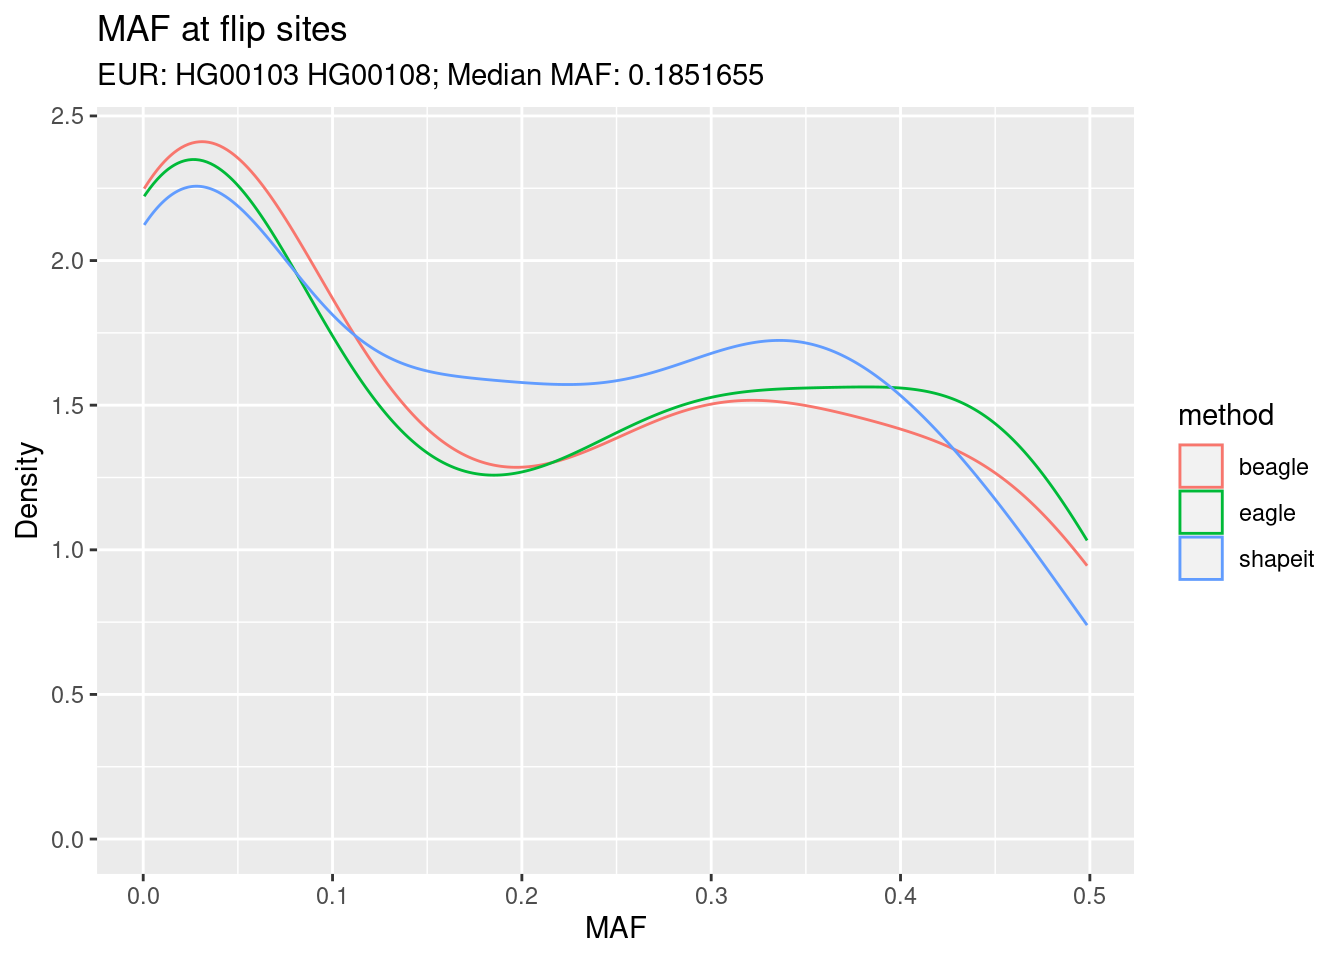 MAF at flip sites
EUR: HG00103 HG00108; Median MAF: 0.1851655
2.5
2.0
1.5
1.0
0.5
0.0
Density
0.0 0.1 0.2 0.3 0.4 0.5
MAF
method
beagle
eagle
shapeit